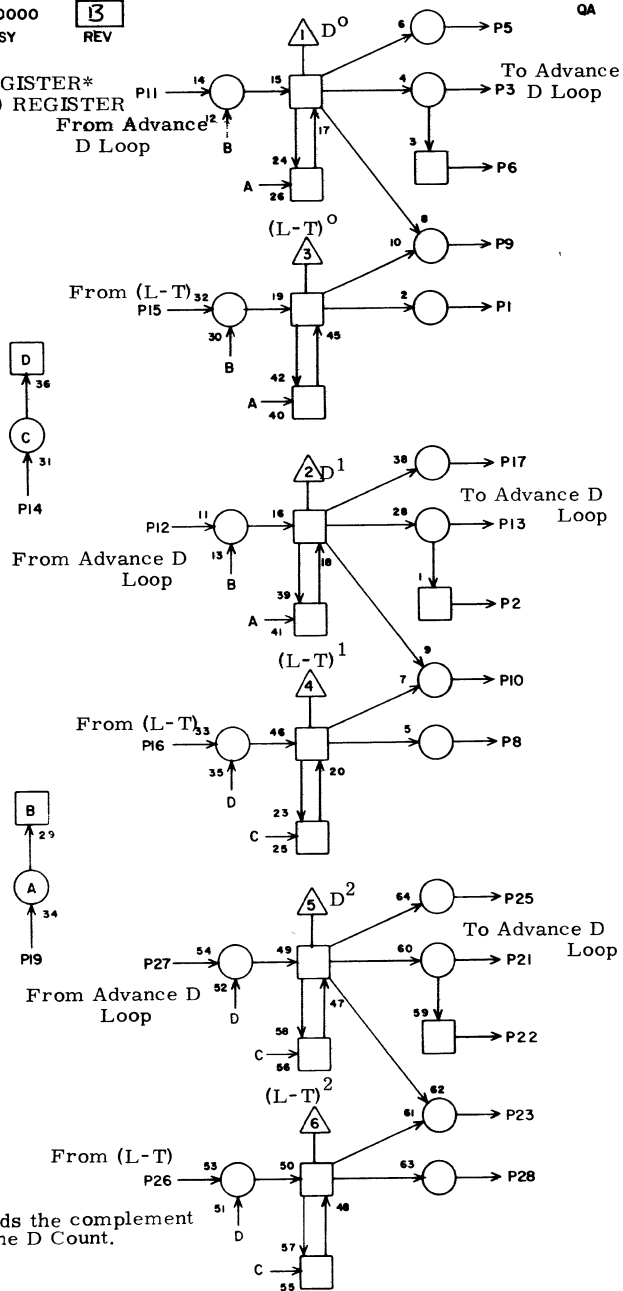 0000 B QA
SY REV
1 D⁰
6 P5
GISTER*
) REGISTER
P11 14 15 4 P3 To Advance
D Loop
From Advance 12 17
D Loop B
3 P6
24
A 26
(L-T)⁰
8
3 10 P9
From (L-T) 32
P15 19 2 P1
30 45
B
D
36
42
A 40
C
31
P14
2 D¹ 38 P17
To Advance D
Loop
P12 11 16 28 P13
13 18
From Advance D
Loop
B
39 1 P2
A 41
(L-T)¹
9
4 7 P10
From (L-T) 33
P16 46 5 P8
35 20
D
B
29
23
C 25
A
34
P19
5 D² 64 P25
To Advance D
Loop
P27 54 49 60 P21
52 47
From Advance D
Loop
D
59 P22
58
C 56
(L-T)²
62
6 61 P23
From (L-T)
P26 53 50 63 P28
51 48
ds the complement
ne D Count.
D
57
C 55